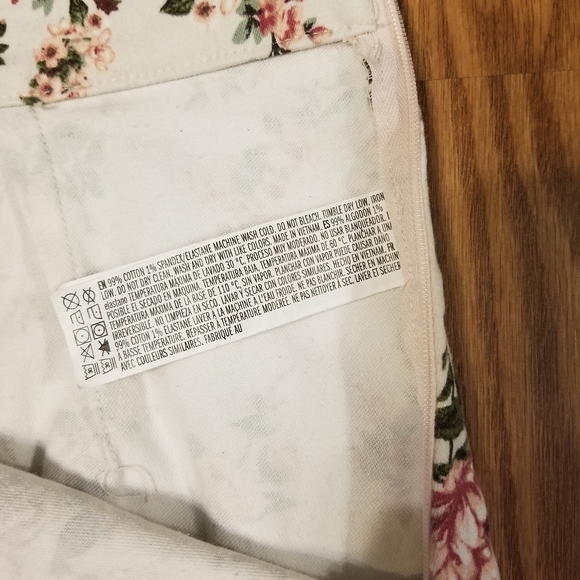 EN 99% COTTON 1% SPANDEX/ELASTANE MACHINE WASH COLD. DO NOT BLEACH. TUMBLE DRY LOW. IRON
LOW. DO NOT DRY CLEAN. WASH AND DRY WITH LIKE COLORS. MADE IN VIETNAM. ES 99% ALGODON 1%
elastane TEMPERATURA MÁXIMA DE LAVADO 30 °C. PROCESO MUY MODERADO. NO USAR BLANQUEADOR.
POSIBLE EL SECADO EN MÁQUINA. TEMPERATURA BAJA, TEMPERATURA MÁXIMA DE 60 °C. PLANCHAR A UNA
TEMPERATURA MÁXIMA DE LA BASE DE 110 °C, SIN VAPOR. PLANCHAR CON VAPOR PUEDE CAUSAR DAÑO
IRREVERSIBLE. NO LIMPIEZA EN SECO. LAVAR Y SECAR CON COLORES SIMILARES. HECHO EN VIETNAM. FR
99% COTON 1% ELASTANE LAVER À LA MACHINE À L'EAU FROIDE. NE PAS JAVELLISER. SÉCHER EN MACHINE
À BASSE TEMPÉRATURE. REPASSER À TEMPÉRATURE MODÉRÉE. NE PAS NETTOYER À SEC. LAVER ET SÉCHER
AVEC COULEURS SIMILAIRES. FABRIQUÉ AU